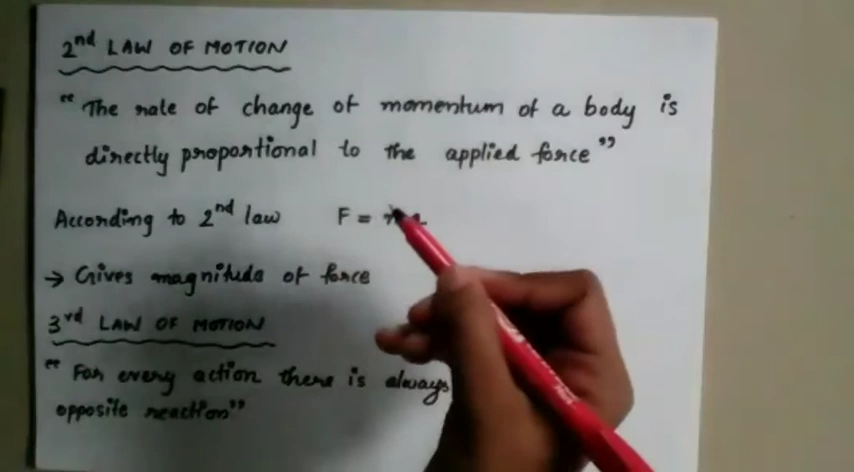 2nd LAW OF MOTION
"The rate of change of momentum of a body is
directly proportional to the applied force"
According to 2nd law F =
→ Gives magnitude of force
3rd LAW OF MOTION
"For every action there is always
opposite reaction"